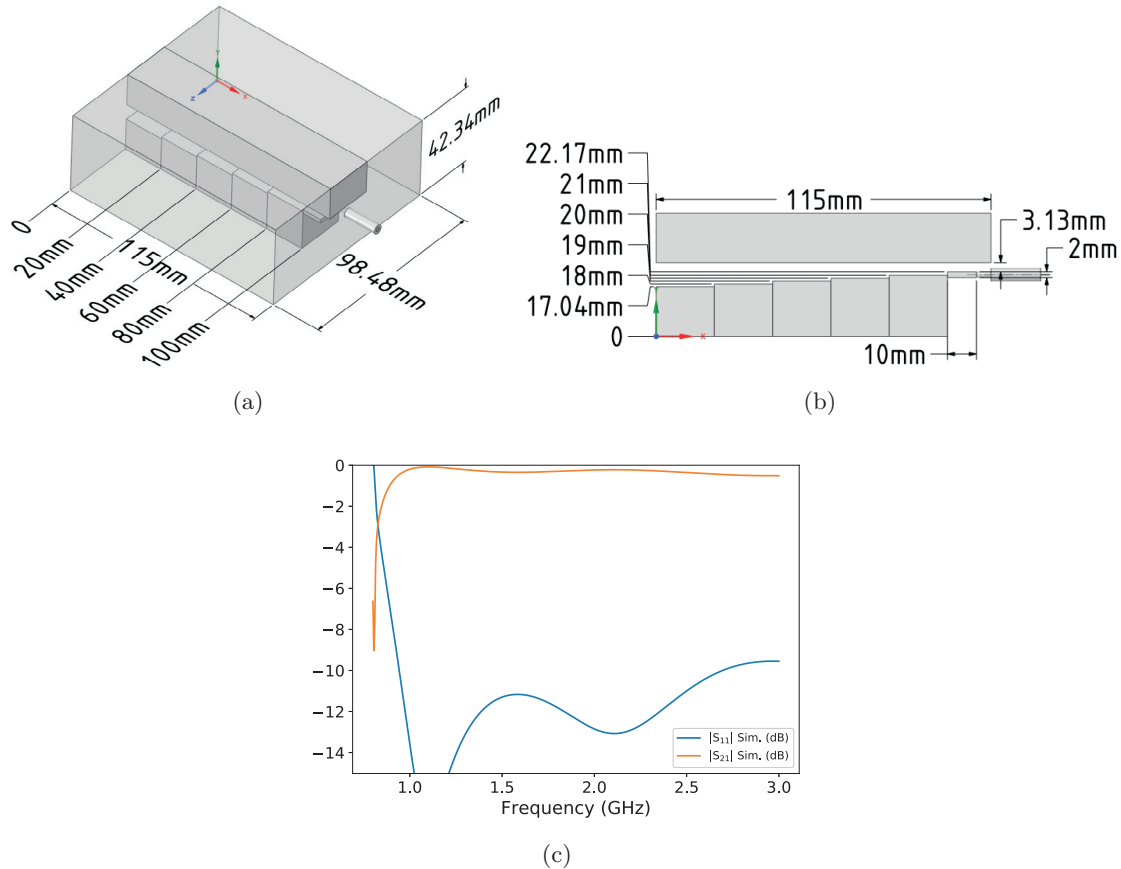 Y
Z
X
42.34mm
98.48mm
0
20mm
40mm
115mm
60mm
80mm
100mm
(a)
22.17mm
21mm
20mm
19mm
18mm
17.04mm
0
115mm
3.13mm
2mm
10mm
Y
X
(b)
0
−2
−4
−6
−8
−10
−12
−14
1.0 1.5 2.0 2.5 3.0
Frequency (GHz)
|S11| Sim. (dB)
|S21| Sim. (dB)
(c)